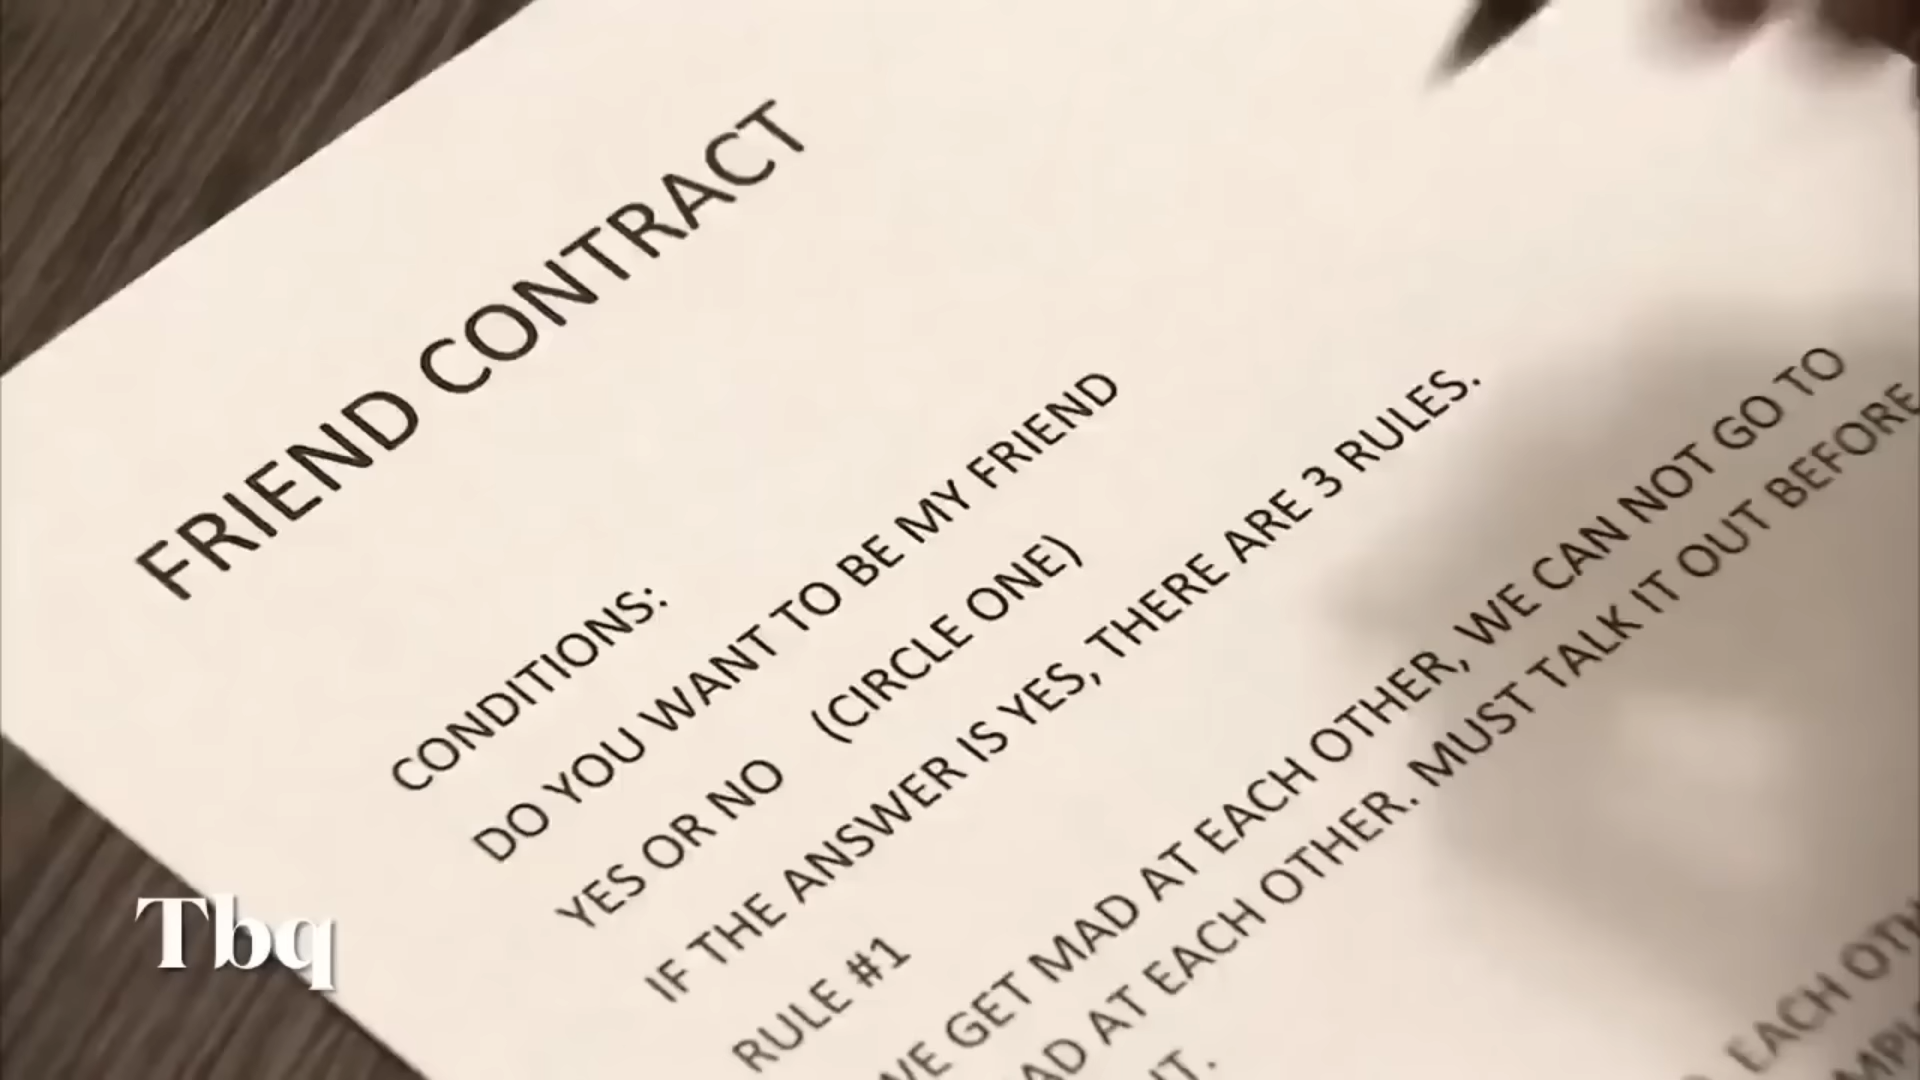 FRIEND CONTRACT
CONDITIONS:
DO YOU WANT TO BE MY FRIEND
YES OR NO (CIRCLE ONE)
IF THE ANSWER IS YES, THERE ARE 3 RULES.
RULE #1
WE GET MAD AT EACH OTHER, WE CAN NOT GO TO
AT EACH OTHER. MUST TALK IT OUT BEFORE
EACH
Tbq